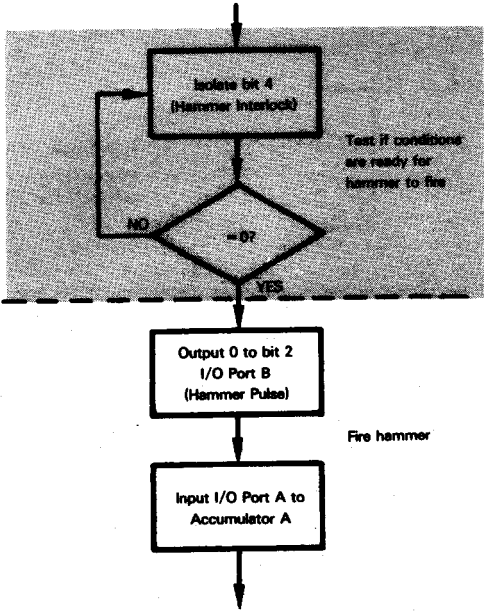 Isolate bit 4
(Hammer Interlock)
Test if conditions
are ready for
hammer to fire
NO
= 0?
YES
Output 0 to bit 2
I/O Port B
(Hammer Pulse)
Fire hammer
Input I/O Port A to
Accumulator A